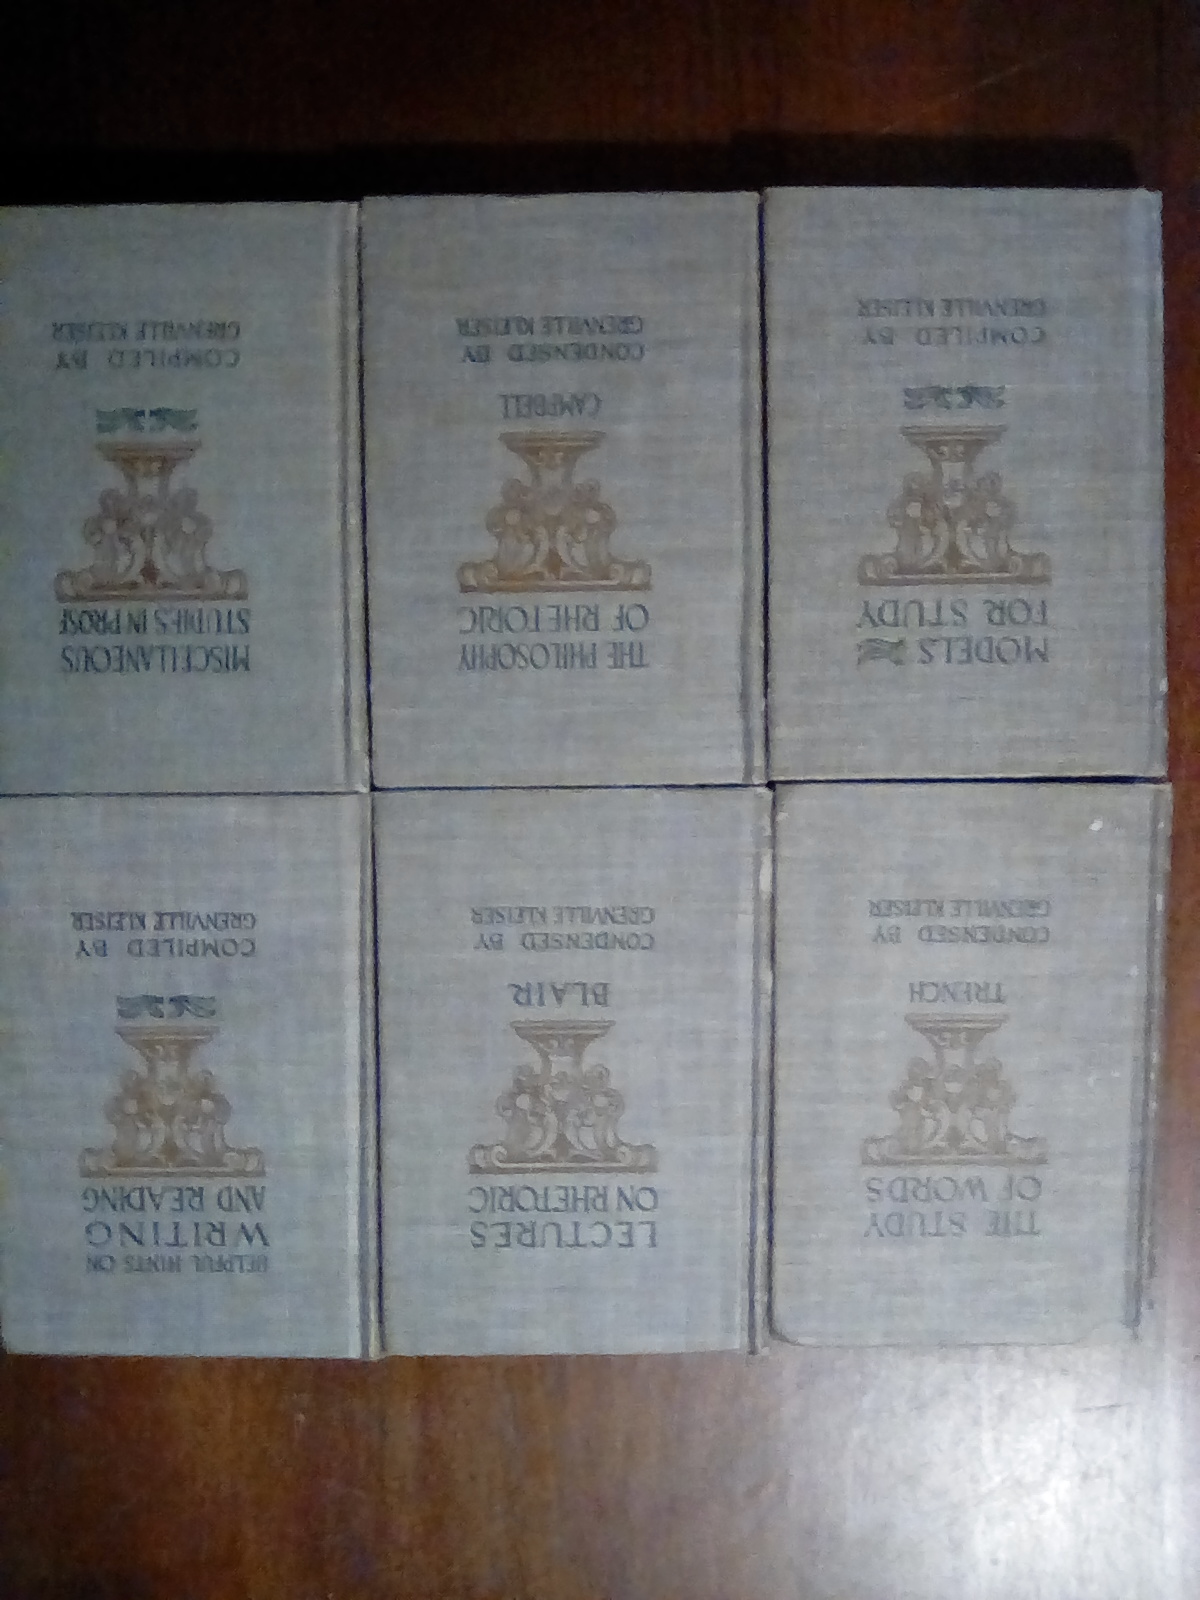 THE STUDY
OF WORDS
TRENCH
CONDENSED BY
GRENVILLE KLEISER
LECTURES
ON RHETORIC
BLAIR
CONDENSED BY
GRENVILLE KLEISER
HELPFUL HINTS ON
WRITING
AND READING
COMPILED BY
GRENVILLE KLEISER
MODELS
FOR STUDY
COMPILED BY
GRENVILLE KLEISER
THE PHILOSOPHY
OF RHETORIC
CAMPBELL
CONDENSED BY
GRENVILLE KLEISER
MISCELLANEOUS
STUDIES IN PROSE
COMPILED BY
GRENVILLE KLEISER